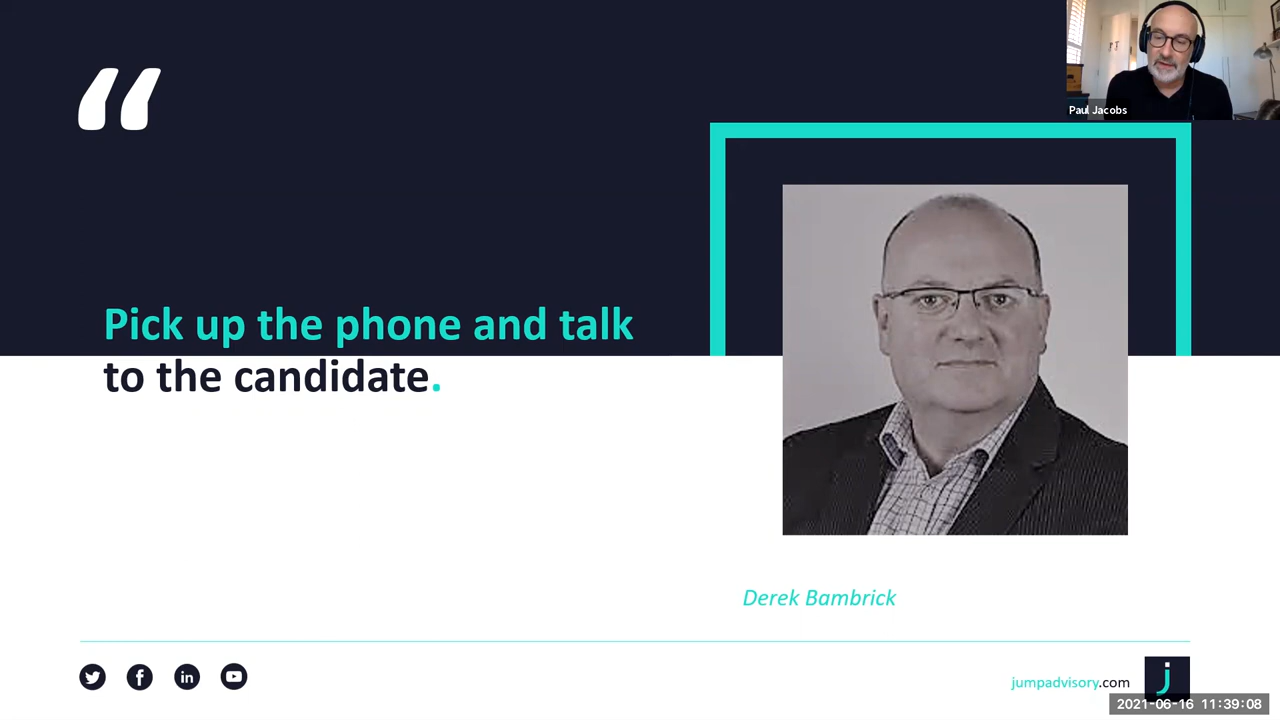 “
Paul Jacobs
Pick up the phone and talk
to the candidate.
Derek Bambrick
jumpadvisory.com
j
2021-06-16 11:39:08